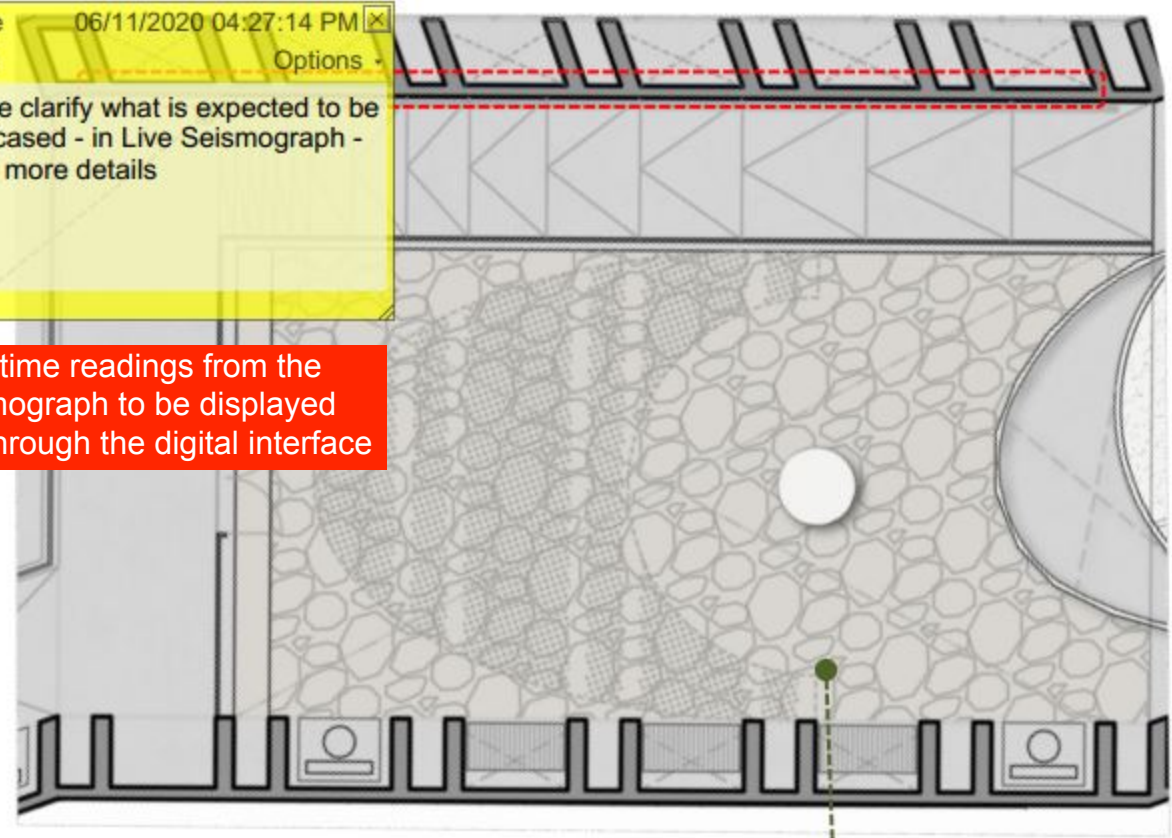 06/11/2020 04:27:14 PM
Options
e clarify what is expected to be
cased - in Live Seismograph -
more details
time readings from the
nograph to be displayed
hrough the digital interface